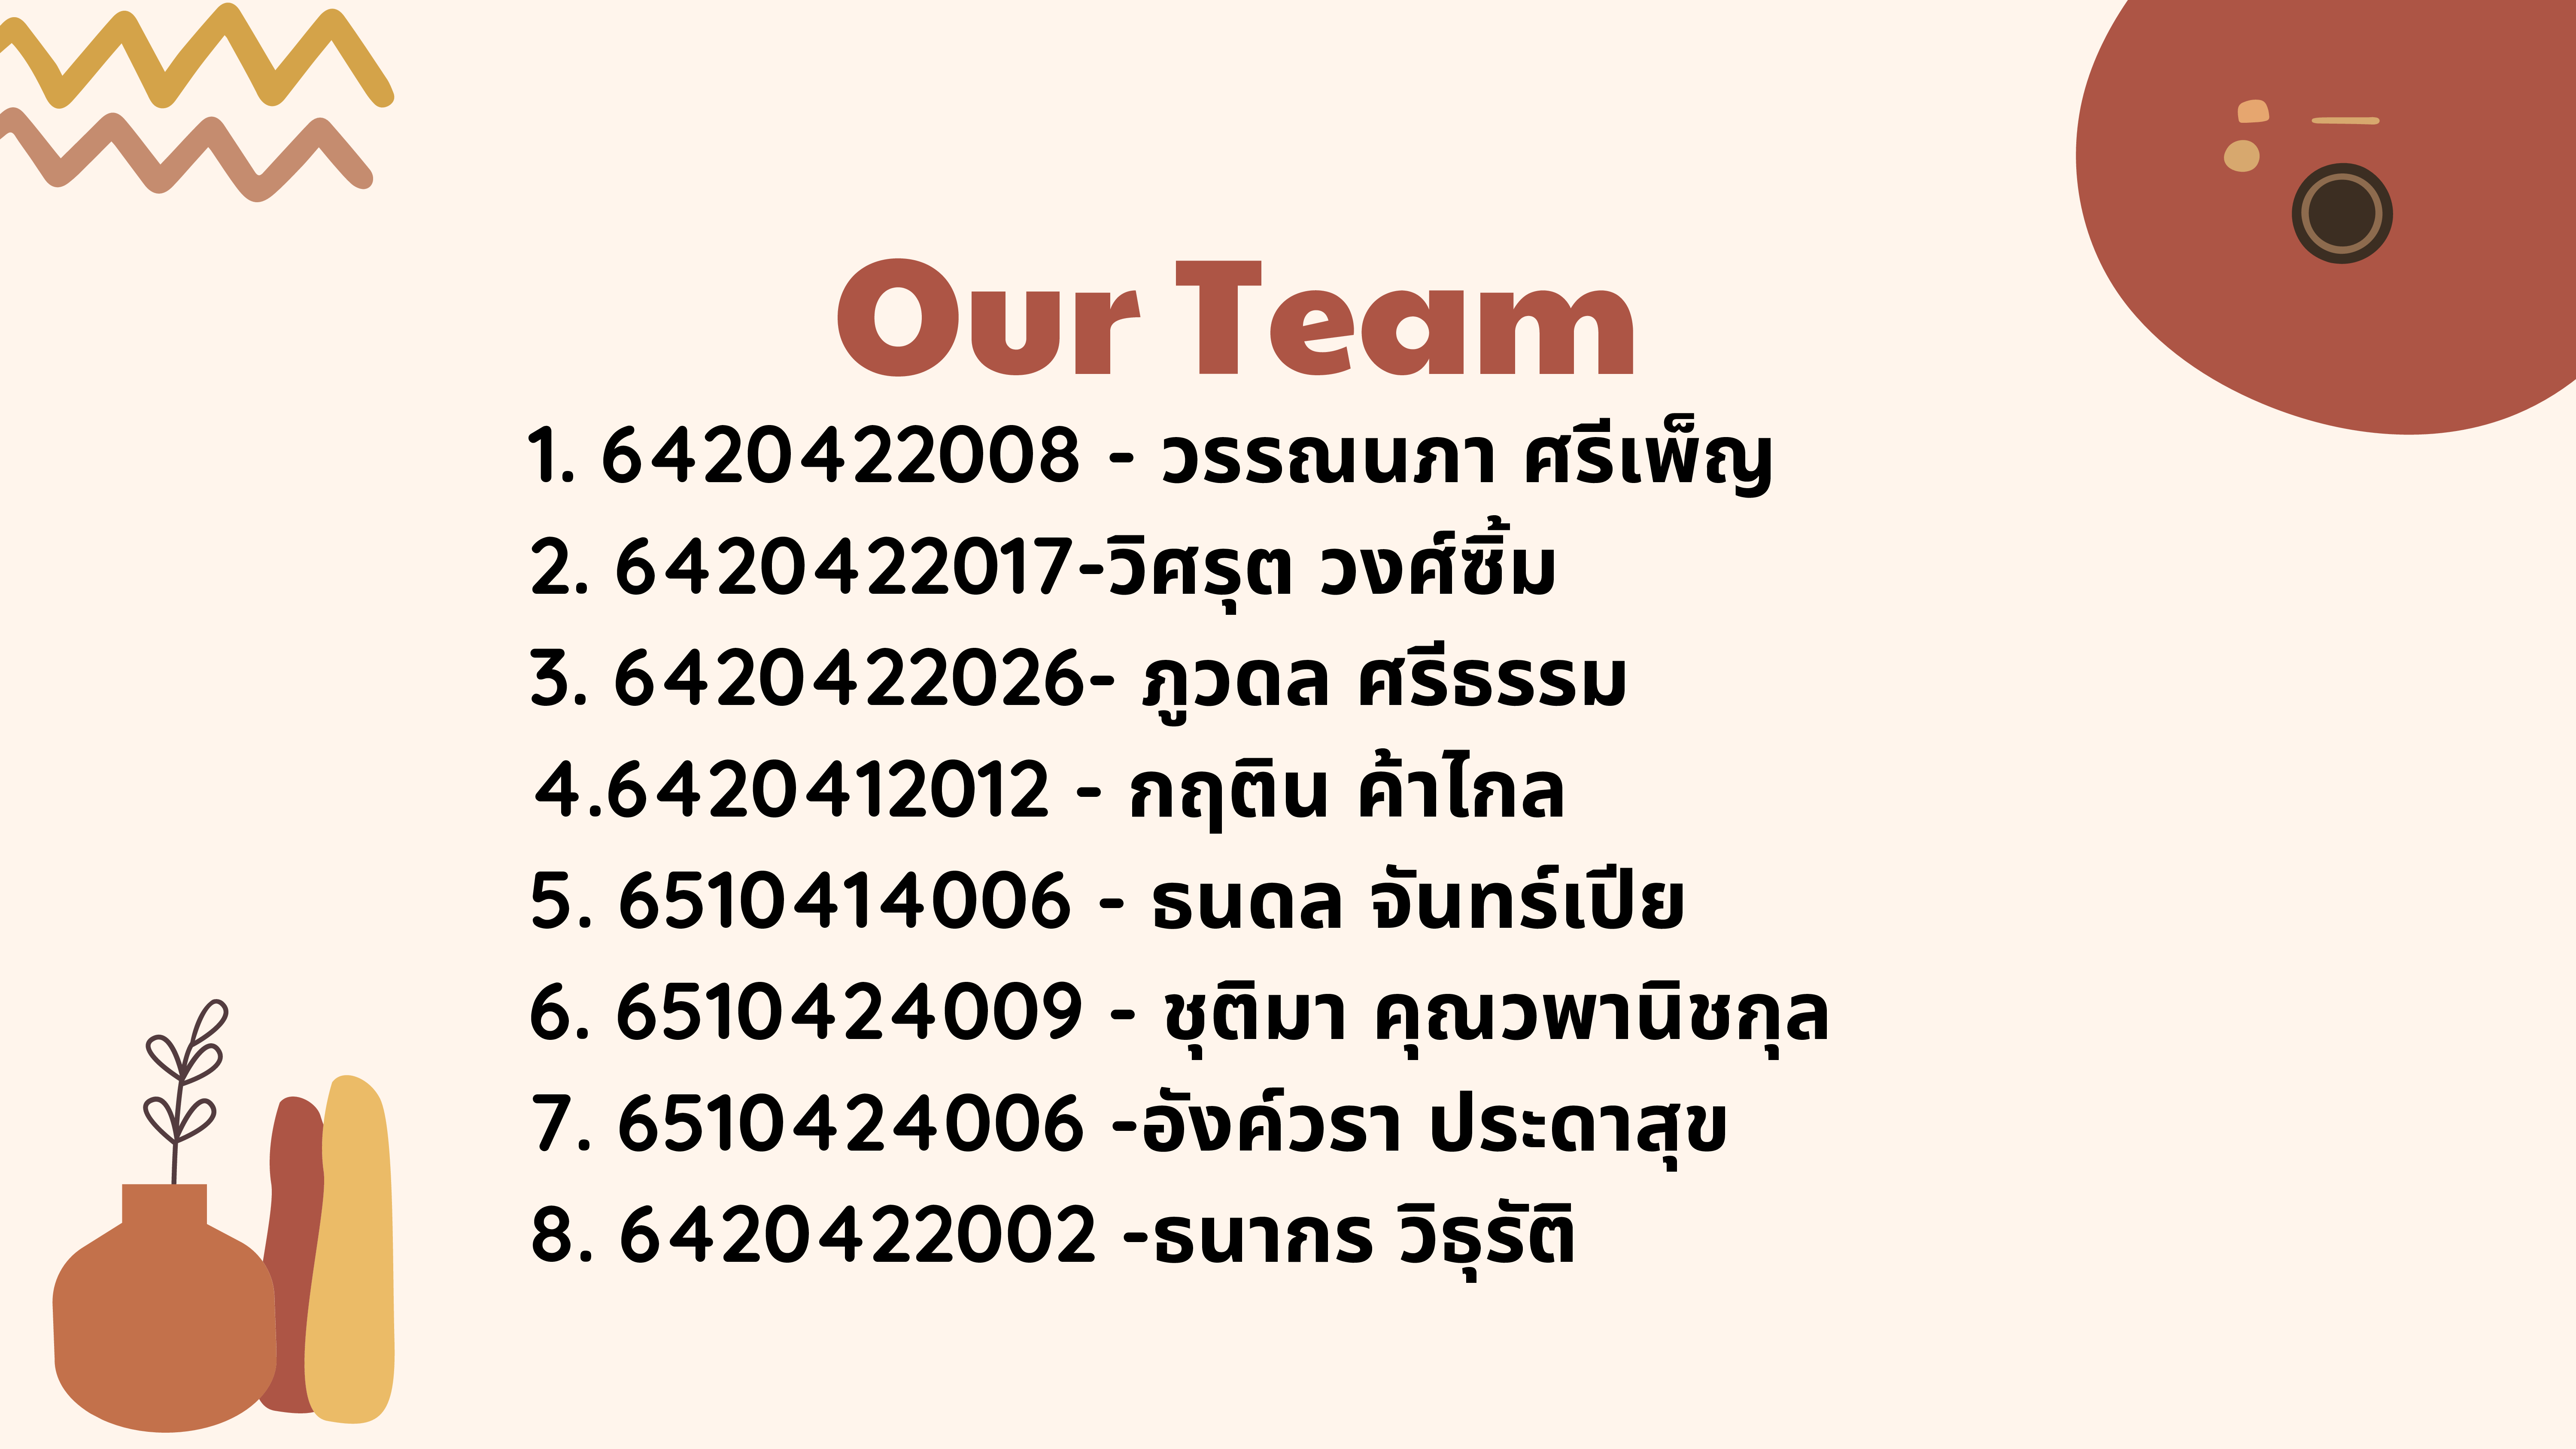 Our Team
1. 6420422008 - วรรณนภา ศรีเพ็ญ
2. 6420422017-วิศรุต วงศ์ซิ้ม
3. 6420422026- ภูวดล ศรีธรรม
4.6420412012 - กฤติน ค้าไกล
5. 6510414006 - ธนดล จันทร์เปีย
6. 6510424009 - ชุติมา คุณวพานิชกุล
7. 6510424006 -อังค์วรา ประดาสุข
8. 6420422002 -ธนากร วิธุรัติ